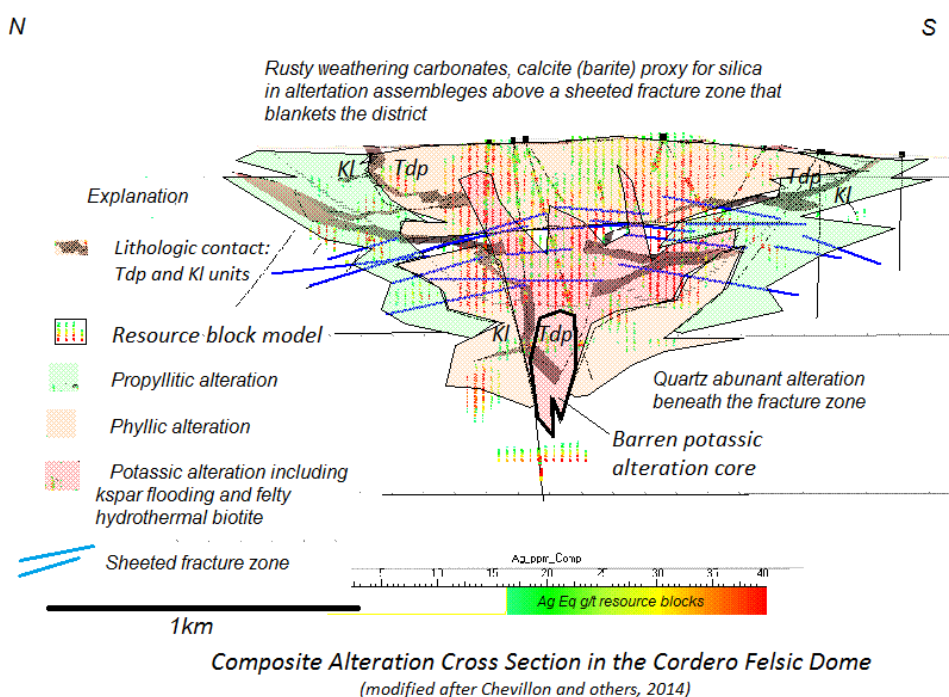 N
S
Rusty weathering carbonates, calcite (barite) proxy for silica
in altertation assembleges above a sheeted fracture zone that
blankets the district
Kl
Tdp
Tdp
Kl
Explanation
Lithologic contact:
Tdp and Kl units
Resource block model
Kl
Tdp
Propyllitic alteration
Quartz abunant alteration
beneath the fracture zone
Phyllic alteration
Barren potassic
alteration core
Potassic alteration including
kspar flooding and felty
hydrothermal biotite
Sheeted fracture zone
Ag_ppm_Comp
5 10 15 20 25 30 35 40
Ag Eq g/t resource blocks
1km
Composite Alteration Cross Section in the Cordero Felsic Dome
(modified after Chevillon and others, 2014)